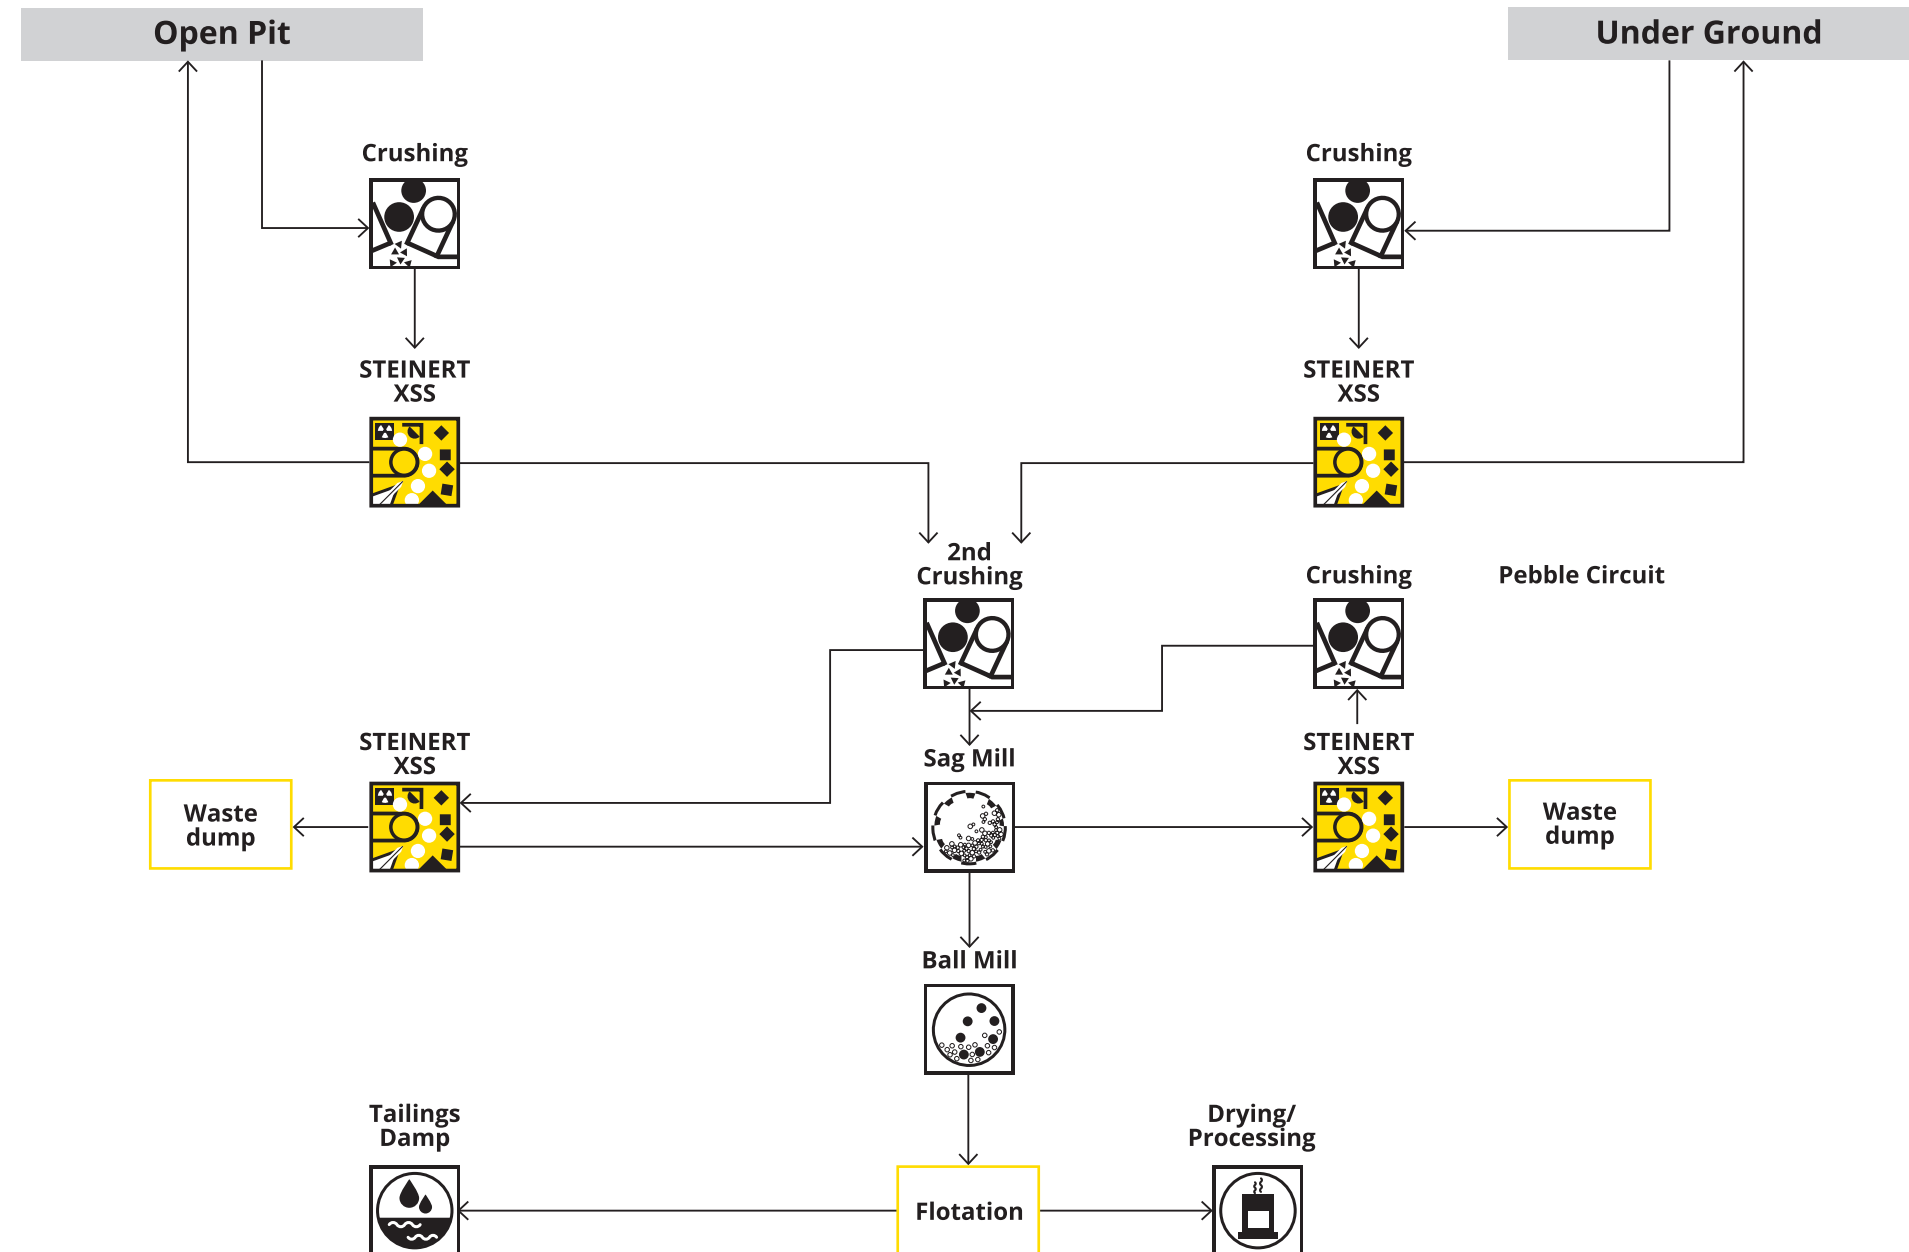 Open Pit
Under Ground
Crushing
Crushing
STEINERT
XSS
STEINERT
XSS
2nd
Crushing
Crushing
Pebble Circuit
STEINERT
XSS
Sag Mill
STEINERT
XSS
Waste
dump
Waste
dump
Ball Mill
Tailings
Damp
Drying/
Processing
Flotation